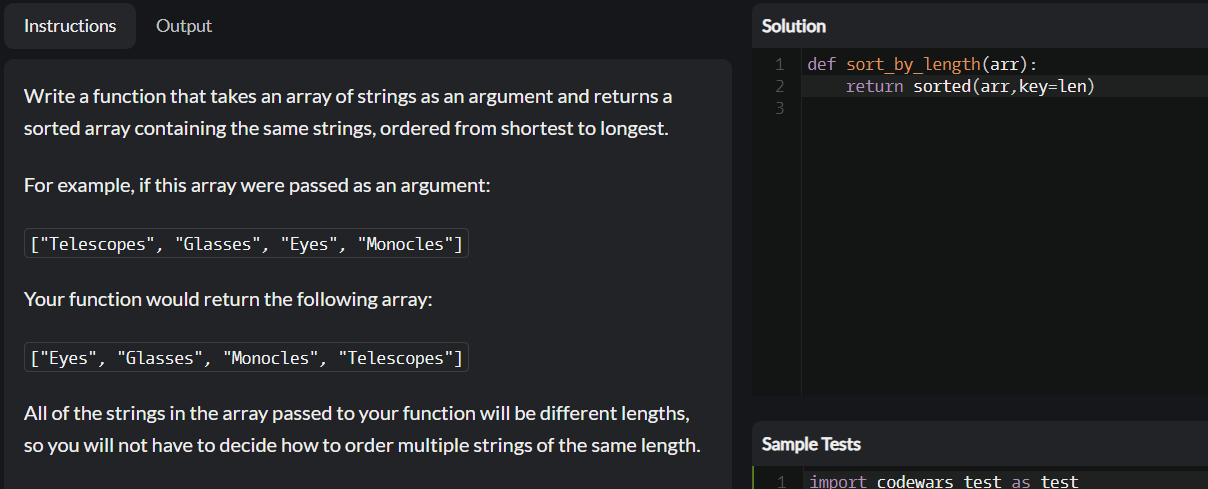 Instructions
Output
Write a function that takes an array of strings as an argument and returns a
sorted array containing the same strings, ordered from shortest to longest.
For example, if this array were passed as an argument:
["Telescopes", "Glasses", "Eyes", "Monocles"]
Your function would return the following array:
["Eyes", "Glasses", "Monocles", "Telescopes"]
All of the strings in the array passed to your function will be different lengths,
so you will not have to decide how to order multiple strings of the same length.
Solution
1 def sort_by_length(arr):
2     return sorted(arr,key=len)
3
Sample Tests
1 import codewars_test as test